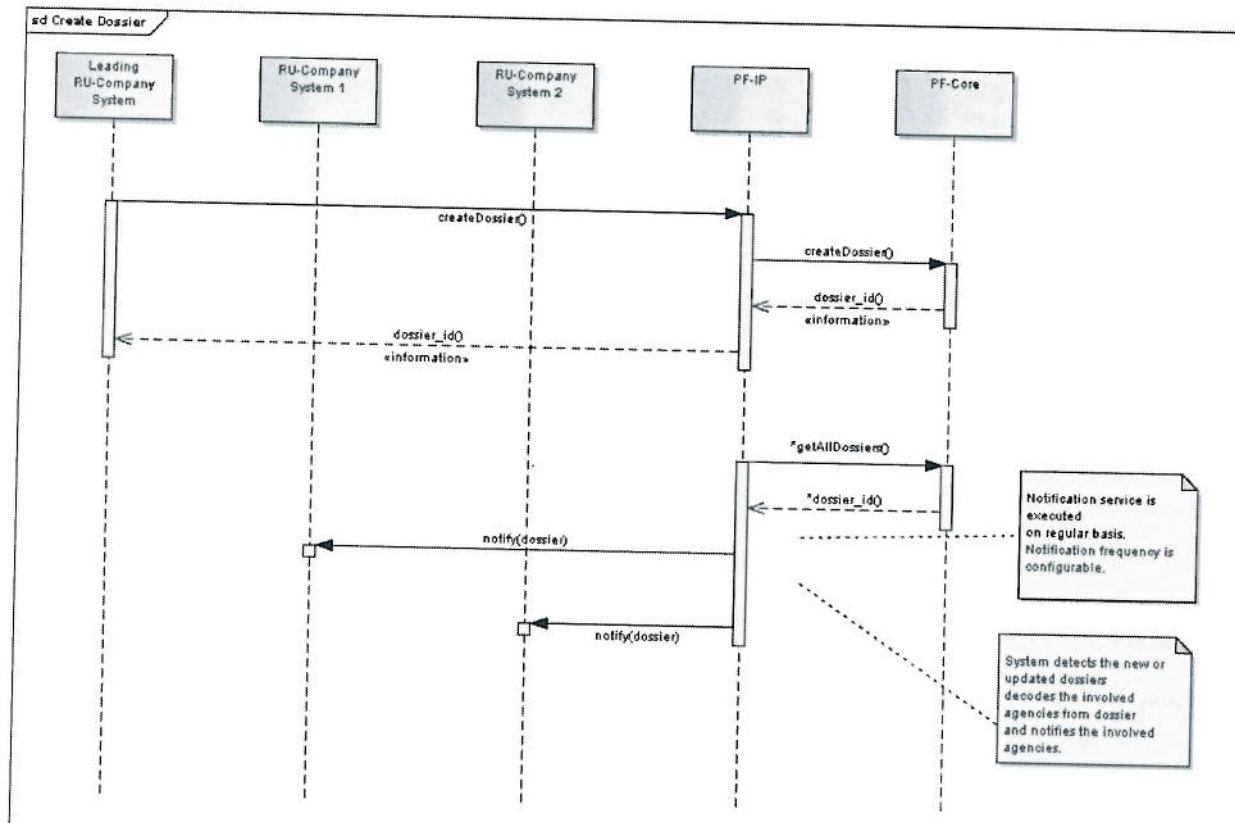 sd Create Dossier
Leading
RU-Company
System
RU-Company
System 1
RU-Company
System 2
PF-IP
PF-Core
createDossier()
createDossier()
dossier_id()
«information»
dossier_id()
«information»
*getAllDossiers()
*dossier_id()
notify(dossier)
notify(dossier)
Notification service is
executed
on regular basis.
Notification frequency is
configurable.
System detects the new or
updated dossiers
decodes the involved
agencies from dossier
and notifies the involved
agencies.